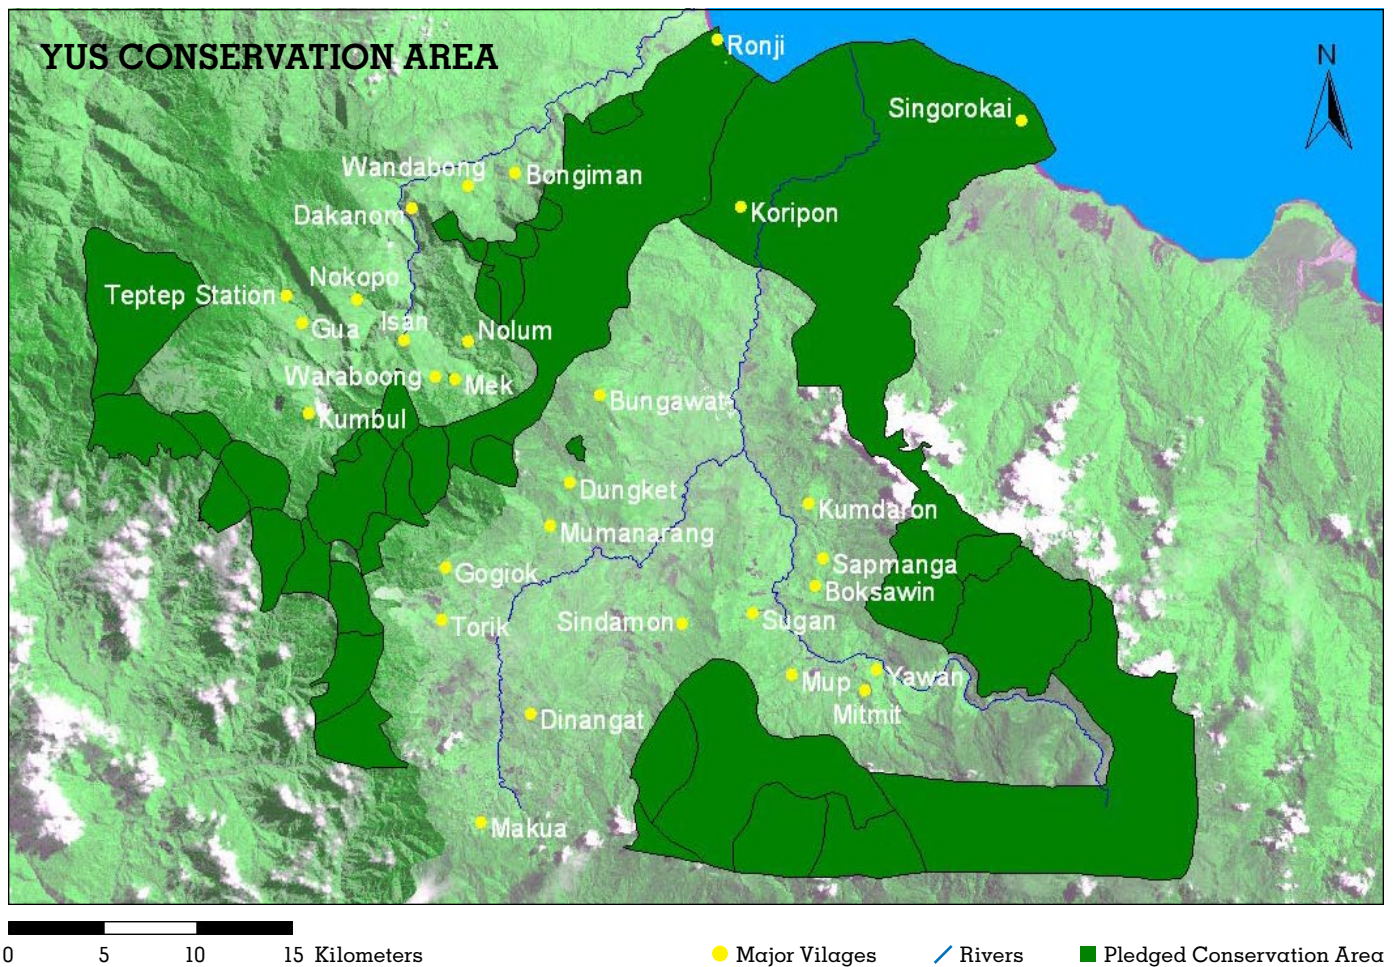 YUS CONSERVATION AREA
Ronji
N
Singorokai
Wandabong
Bongiman
Dakanom
Koripon
Nokopo
Teptep Station
Gua
Isan
Nolum
Waraboong
Mek
Bungawat
Kumbul
Dungket
Kumdaron
Mumanarang
Sapmanga
Gogiok
Boksawin
Torik
Sindamon
Sugan
Mup
Yawan
Mitmit
Dinangat
Makua
0 5 10 15 Kilometers
Major Vilages
Rivers
Pledged Conservation Area